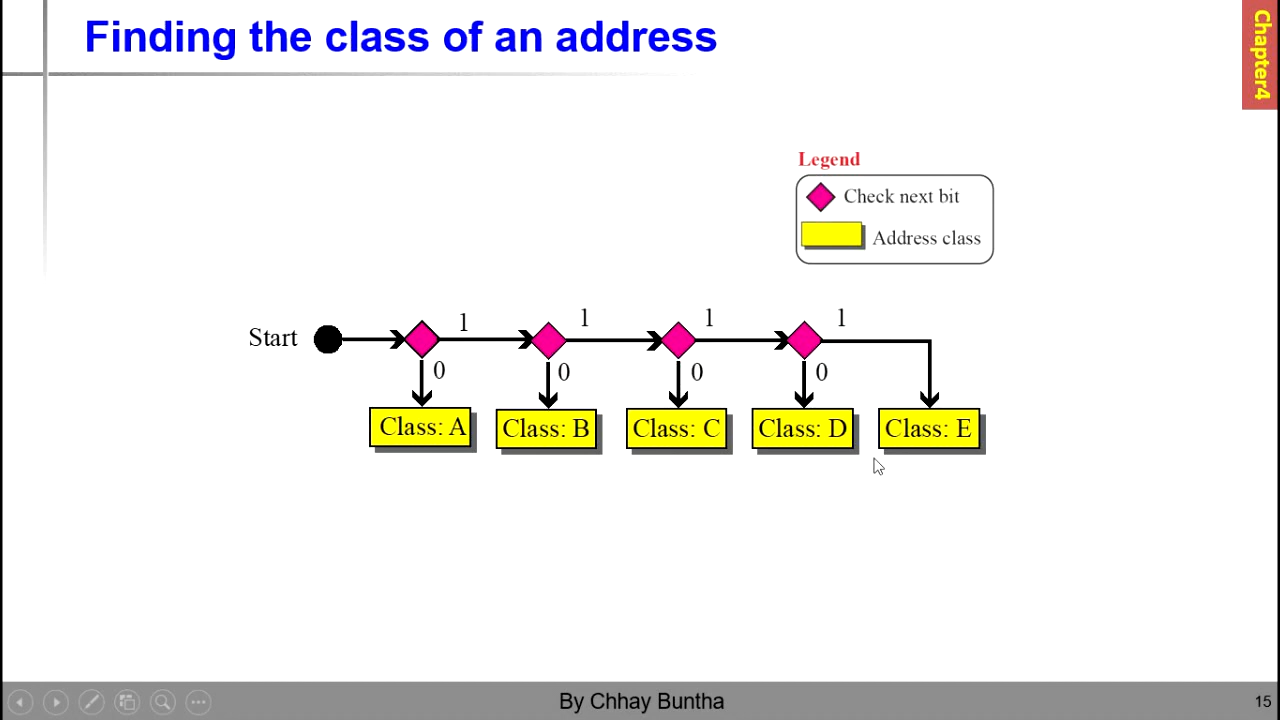 Finding the class of an address
Chapter4
Legend
Check next bit
Address class
Start
1
1
1
1
0
0
0
0
Class: A
Class: B
Class: C
Class: D
Class: E
By Chhay Buntha
15